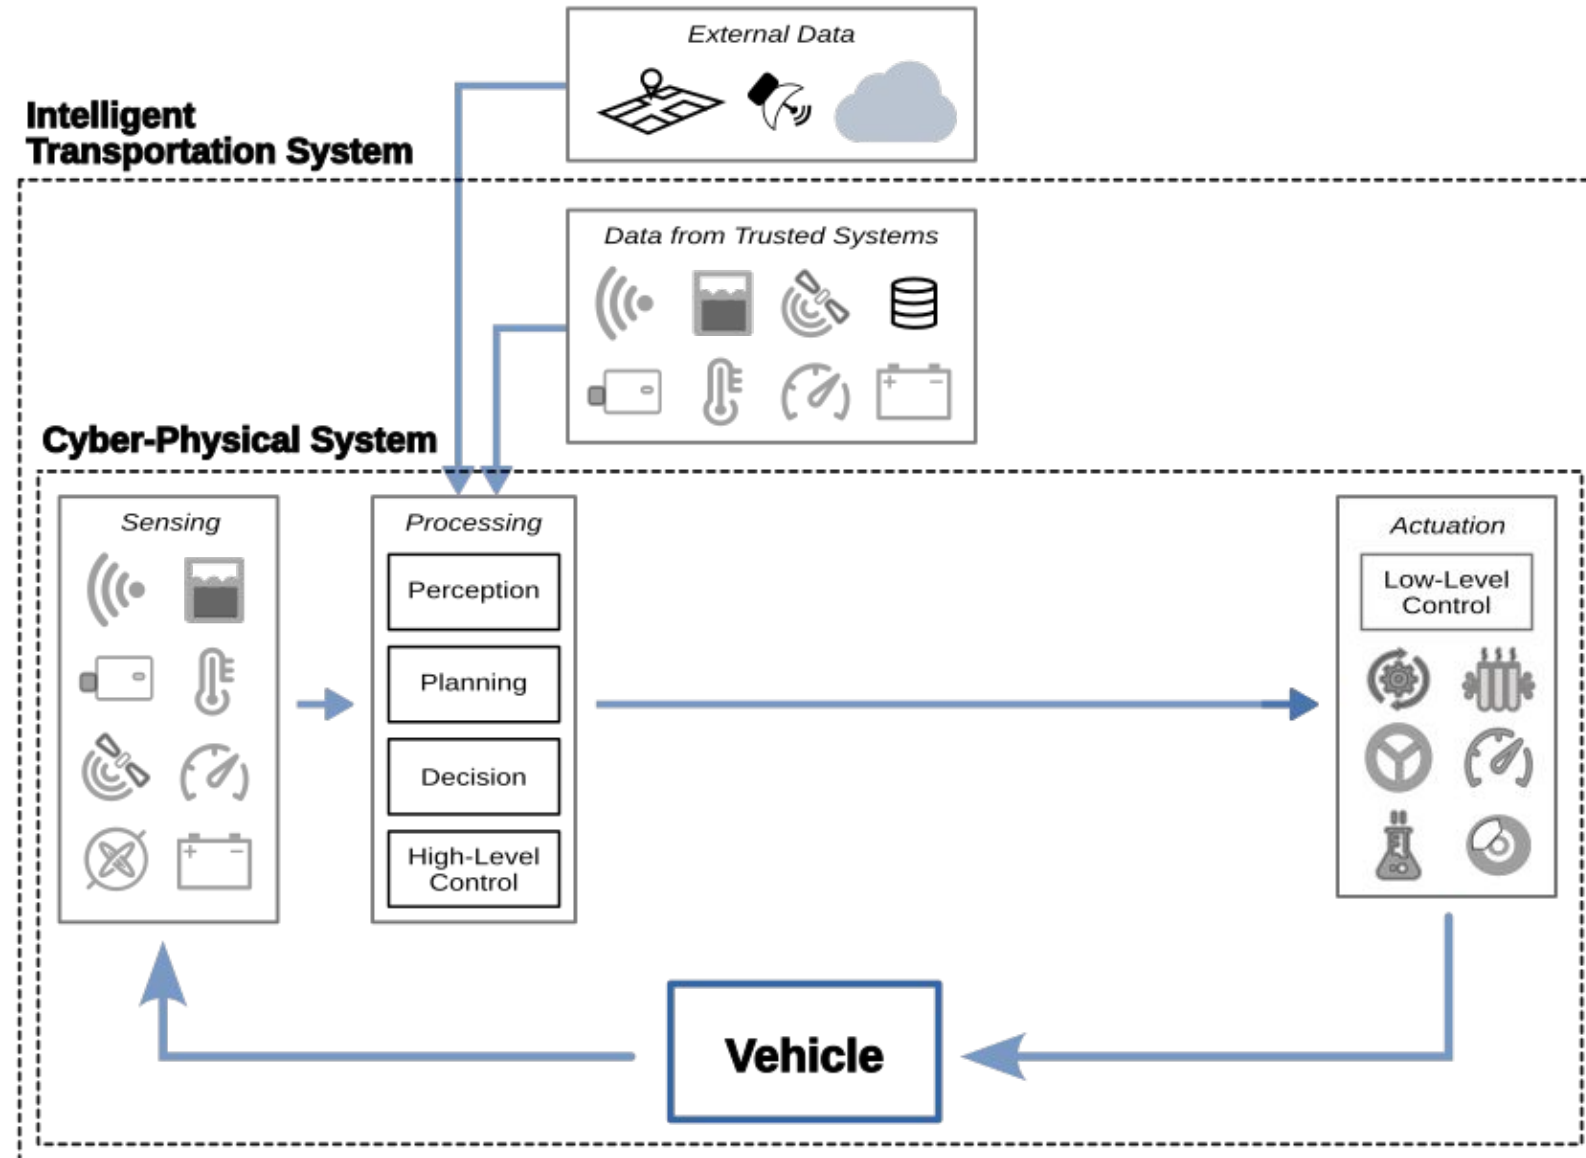 External Data
Intelligent
Transportation System
Data from Trusted Systems
+ -
Cyber-Physical System
Sensing
+ -
Processing
Perception
Planning
Decision
High-Level
Control
Actuation
Low-Level
Control
Vehicle